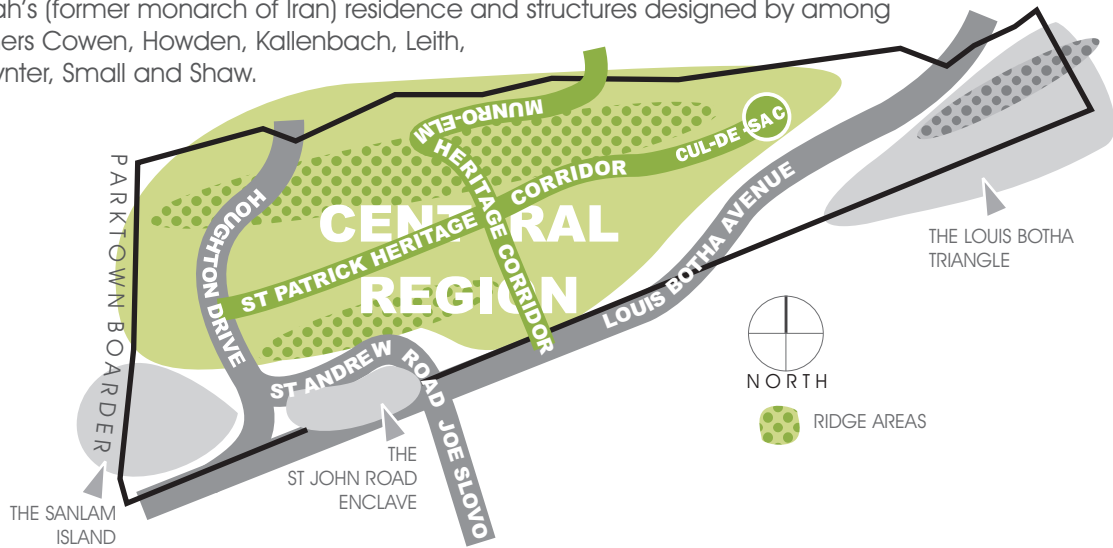 ah's (former monarch of Iran) residence and structures designed by among
ers Cowen, Howden, Kallenbach, Leith,
nter, Small and Shaw.
MUNRO-ELM
HERITAGE CORRIDOR
CUL-DE-SAC
ST PATRICK HERITAGE CORRIDOR
HOUGHTON DRIVE
PARKTOWN BOARDER
CENTRAL
REGION
LOUIS BOTHA AVENUE
THE LOUIS BOTHA
TRIANGLE
ST ANDREW ROAD
JOE SLOVO
NORTH
RIDGE AREAS
THE
ST JOHN ROAD
ENCLAVE
THE SANLAM
ISLAND